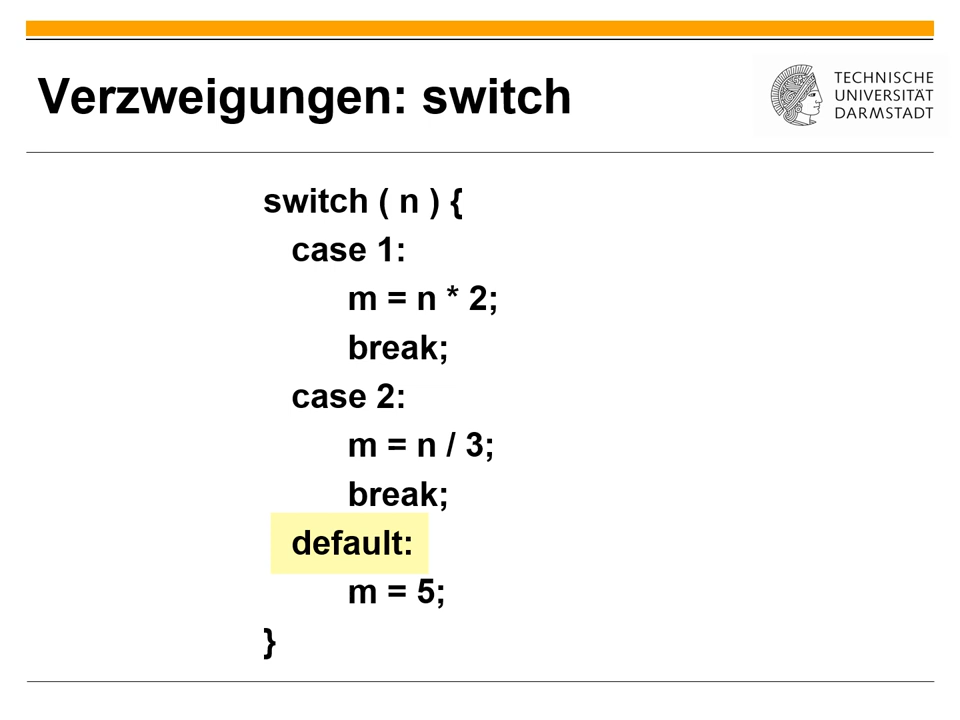 Verzweigungen: switch
TECHNISCHE
UNIVERSITÄT
DARMSTADT
switch ( n ) {
case 1:
m = n * 2;
break;
case 2:
m = n / 3;
break;
default:
m = 5;
}